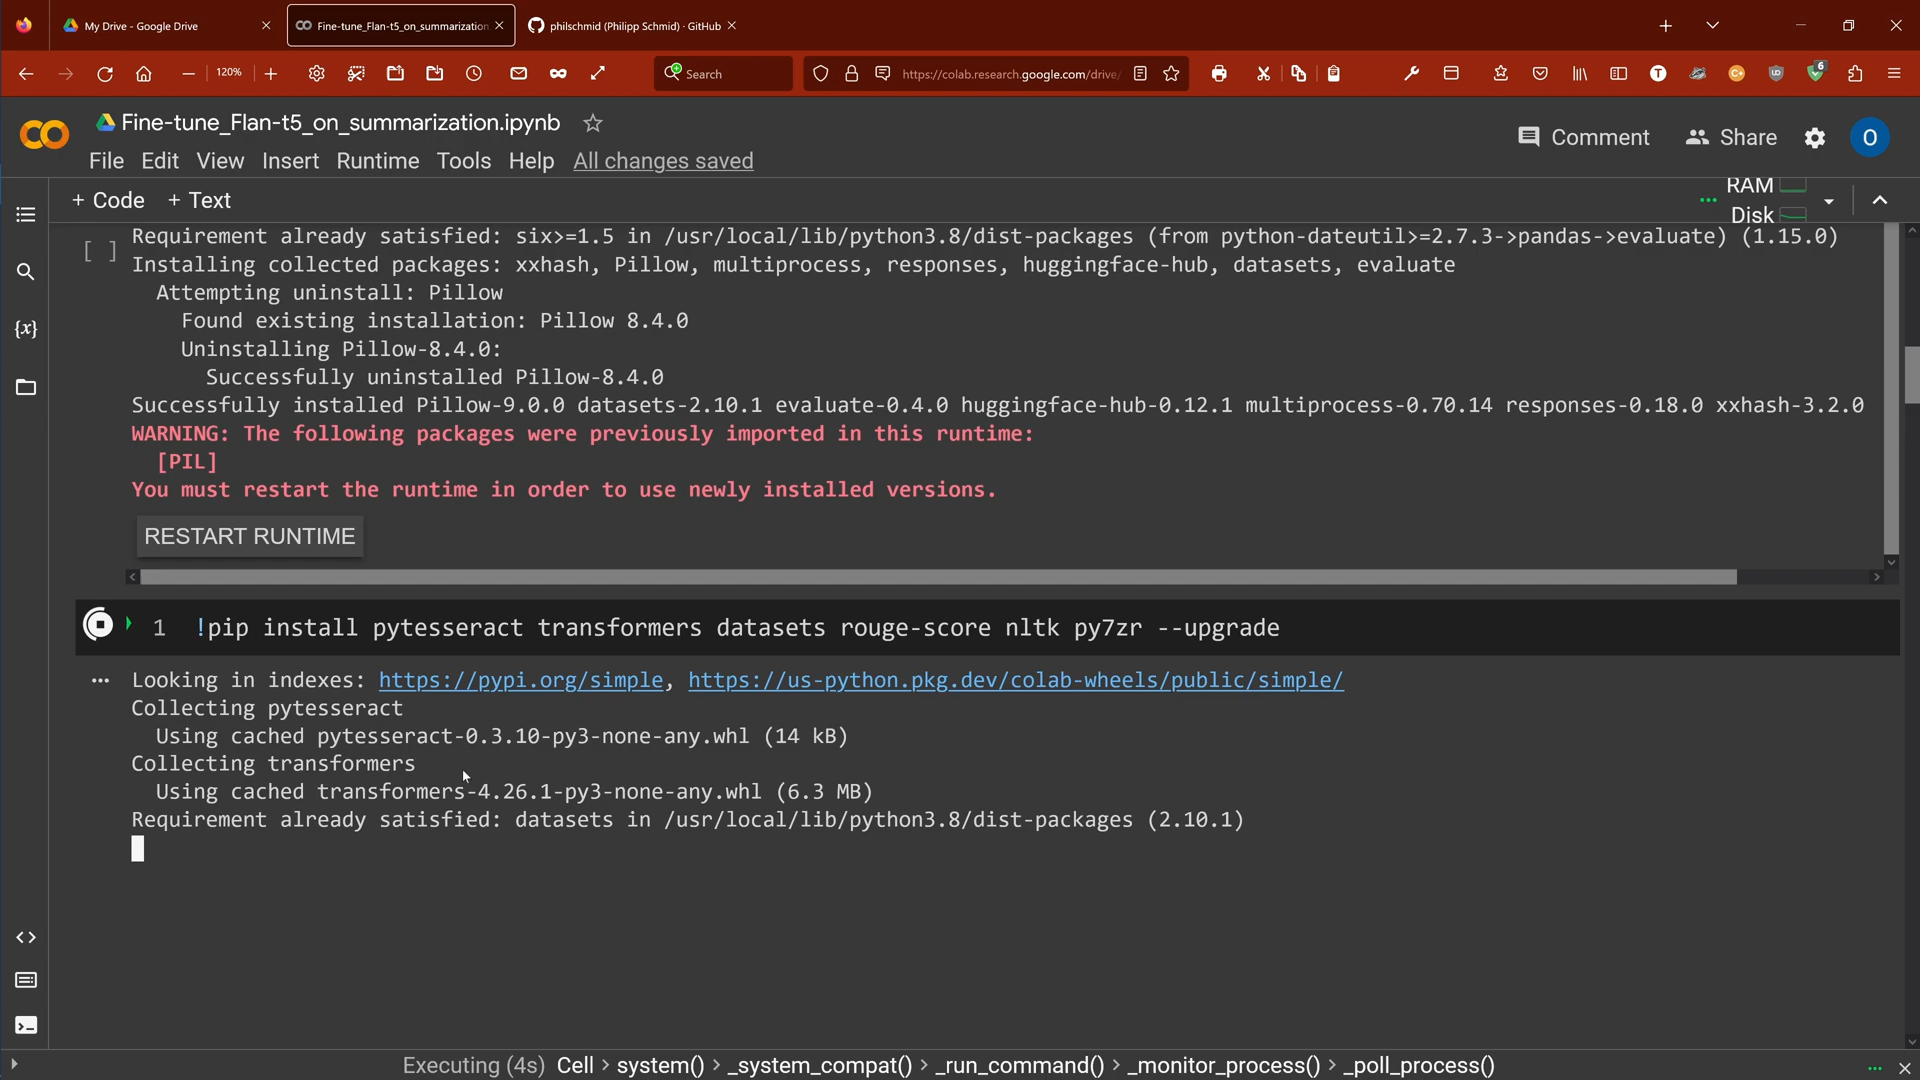 My Drive - Google Drive
Fine-tune_Flan-t5_on_summarization
philschmid (Philipp Schmid) · GitHub
120%
Search
https://colab.research.google.com/drive/
6
Fine-tune_Flan-t5_on_summarization.ipynb
Comment
Share
O
File Edit View Insert Runtime Tools Help All changes saved
+ Code + Text
RAM
Disk
{x}
[ ]
Requirement already satisfied: six>=1.5 in /usr/local/lib/python3.8/dist-packages (from python-dateutil>=2.7.3->pandas->evaluate) (1.15.0)
Installing collected packages: xxhash, Pillow, multiprocess, responses, huggingface-hub, datasets, evaluate
Attempting uninstall: Pillow
Found existing installation: Pillow 8.4.0
Uninstalling Pillow-8.4.0:
Successfully uninstalled Pillow-8.4.0
Successfully installed Pillow-9.0.0 datasets-2.10.1 evaluate-0.4.0 huggingface-hub-0.12.1 multiprocess-0.70.14 responses-0.18.0 xxhash-3.2.0
WARNING: The following packages were previously imported in this runtime:
[PIL]
You must restart the runtime in order to use newly installed versions.
RESTART RUNTIME
1 !pip install pytesseract transformers datasets rouge-score nltk py7zr --upgrade
Looking in indexes: https://pypi.org/simple, https://us-python.pkg.dev/colab-wheels/public/simple/
Collecting pytesseract
Using cached pytesseract-0.3.10-py3-none-any.whl (14 kB)
Collecting transformers
Using cached transformers-4.26.1-py3-none-any.whl (6.3 MB)
Requirement already satisfied: datasets in /usr/local/lib/python3.8/dist-packages (2.10.1)
Executing (4s) Cell > system() > _system_compat() > _run_command() > _monitor_process() > _poll_process()